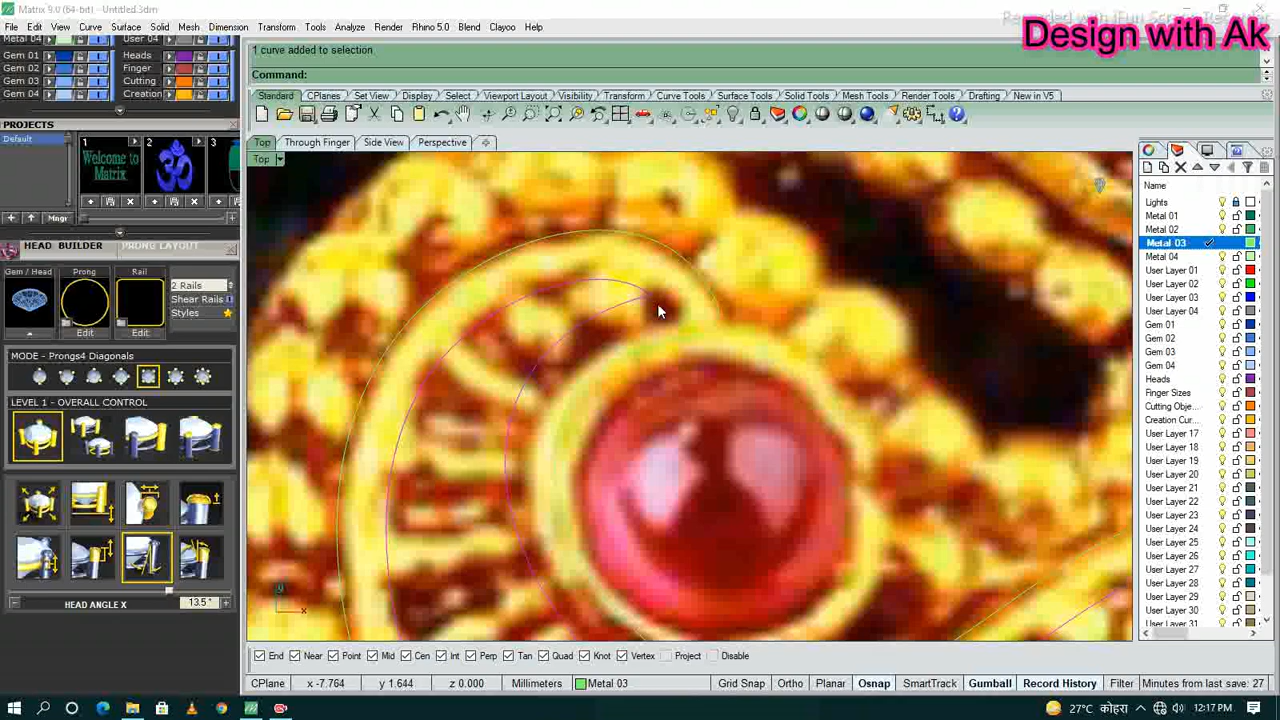 Matrix 9.0 (64-bit) - Untitled.3dm
Recorded with iFun Screen Recorder
Design with Ak
File Edit View Curve Surface Solid Mesh Dimension Transform Tools Analyze Render Rhino 5.0 Blend Clayoo Help
Metal 04 User 04
Gem 01 Heads
Gem 02 Finger
Gem 03 Cutting
Gem 04 Creation
1 curve added to selection.
Command:
Standard CPlanes Set View Display Select Viewport Layout Visibility Transform Curve Tools Surface Tools Solid Tools Mesh Tools Render Tools Drafting New in V5
PROJECTS
Default
1 2 3
Welcome to Matrix
ॐ
Mngr
Top Through Finger Side View Perspective
Top
HEAD BUILDER PRONG LAYOUT
Gem / Head Prong Rail
2 Rails
Shear Rails
Styles
Edit Edit
MODE - Prongs4 Diagonals
LEVEL 1 - OVERALL CONTROL
HEAD ANGLE X 13.5 °
y
x
Name
Lights
Metal 01
Metal 02
Metal 03
Metal 04
User Layer 01
User Layer 02
User Layer 03
User Layer 04
Gem 01
Gem 02
Gem 03
Gem 04
Heads
Finger Sizes
Cutting Obje...
Creation Cur...
User Layer 17
User Layer 18
User Layer 19
User Layer 20
User Layer 21
User Layer 22
User Layer 23
User Layer 24
User Layer 25
User Layer 26
User Layer 27
User Layer 28
User Layer 29
User Layer 30
User Layer 31
End Near Point Mid Cen Int Perp Tan Quad Knot Vertex Project Disable
CPlane x -7.764 y 1.644 z 0.000 Millimeters Metal 03 Grid Snap Ortho Planar Osnap SmartTrack Gumball Record History Filter Minutes from last save: 27
27°C कोहरा 12:17 PM